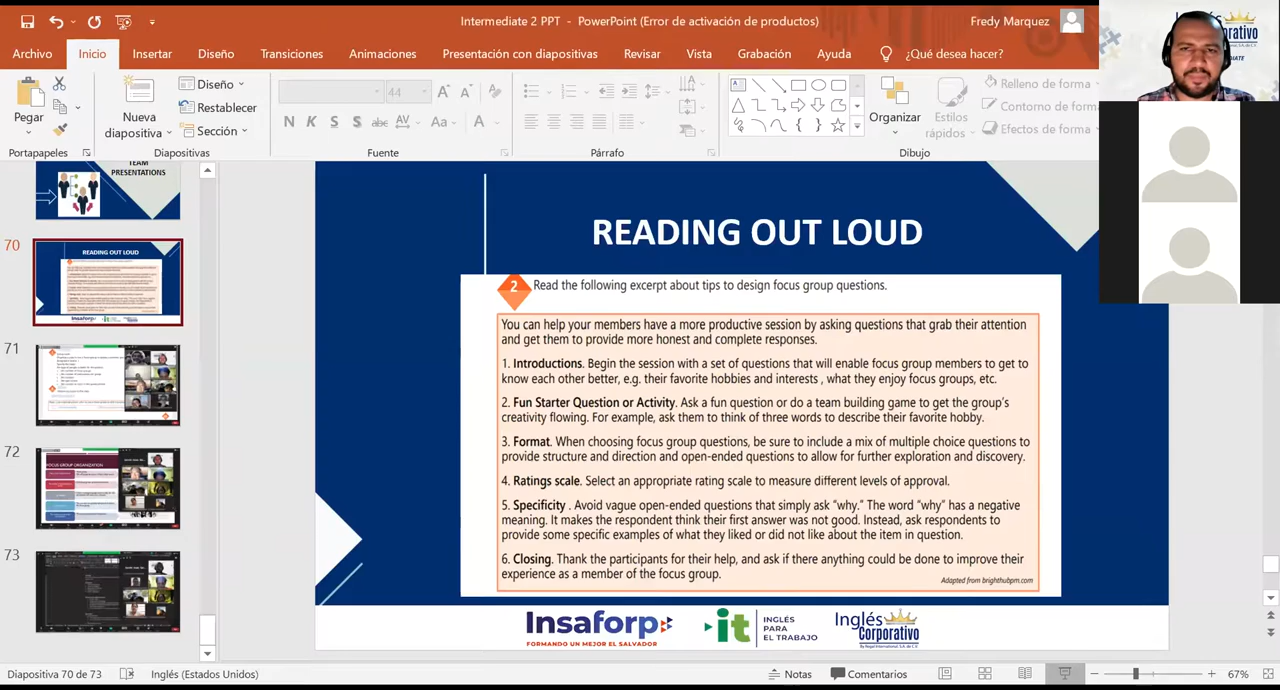 Intermediate 2 PPT - PowerPoint (Error de activación de productos)
Fredy Marquez
Archivo Inicio Insertar Diseño Transiciones Animaciones Presentación con diapositivas Revisar Vista Grabación Ayuda ¿Qué desea hacer?
Pegar
Nueva
diapositiva
Diseño
Restablecer
Sección
44
N K S
Organizar
Estilos
rápidos
Relleno de forma
Contorno de form
Efectos de forma
Portapapeles
Diapositivas
Fuente
Párrafo
Dibujo
TEAM
PRESENTATIONS
70
READING OUT LOUD
71
72
FOCUS GROUP ORGANIZATION
73
READING OUT LOUD
2 Read the following excerpt about tips to design focus group questions.
You can help your members have a more productive session by asking questions that grab their attention
and get them to provide more honest and complete responses.
1. Introductions. Begin the session with a set of questions that will enable focus group members to get to
know each other better, e.g. their favorite hobbies and interests , what they enjoy focus groups, etc.
2. Fun Starter Question or Activity. Ask a fun question or do a team building game to get the group's
creativity flowing. For example, ask them to think of three words to describe their favorite hobby.
3. Format. When choosing focus group questions, be sure to include a mix of multiple choice questions to
provide structure and direction and open-ended questions to allow for further exploration and discovery.
4. Ratings scale. Select an appropriate rating scale to measure different levels of approval.
5. Specificity . Avoid vague open-ended questions that simply ask "why." The word "why" has a negative
meaning. It makes the respondent think their first answer was not good. Instead, ask respondents to
provide some specific examples of what they liked or did not like about the item in question.
6. Closing. Thank the participants for their help, and ask if there anything could be done to improve their
experience as a member of the focus group.
Adapted from brighthubpm.com
Insaforp
FORMANDO UN MEJOR EL SALVADOR
it
INGLÉS
PARA
EL TRABAJO
Inglés
Corporativo
By Regal International, S.A. de C.V.
Diapositiva 70 de 73
Inglés (Estados Unidos)
Notas
Comentarios
67%